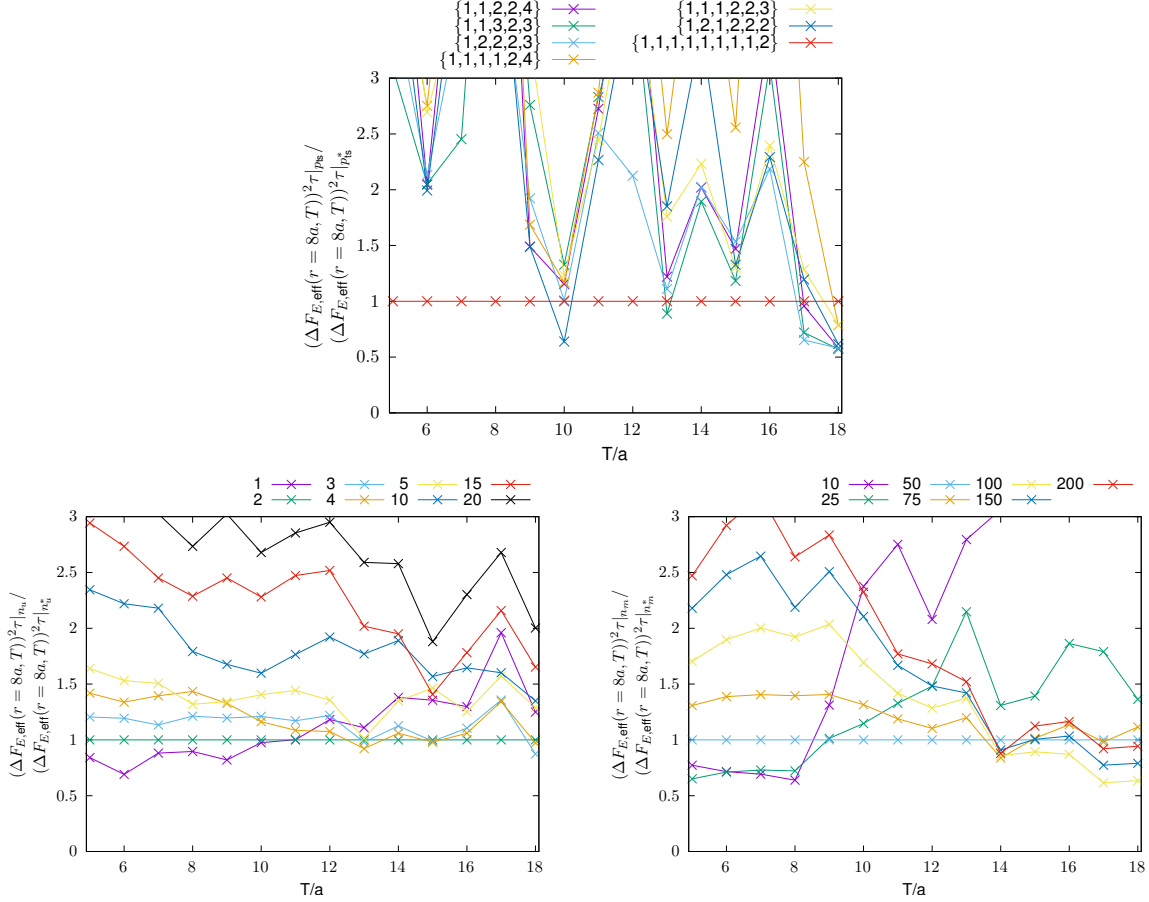 {1,1,2,2,4} {1,1,1,2,2,3}
{1,1,3,2,3} {1,2,1,2,2,2}
{1,2,2,2,3} {1,1,1,1,1,1,1,1,2}
{1,1,1,1,2,4}
(ΔF_{E,eff}(r = 8a, T))²τ|_{p_{ts}}/
(ΔF_{E,eff}(r = 8a, T))²τ|_{p*_{ts}}
3
2.5
2
1.5
1
0.5
0
6 8 10 12 14 16 18
T/a
1 3 5 15
2 4 10 20
(ΔF_{E,eff}(r = 8a, T))²τ|_{n_u}/
(ΔF_{E,eff}(r = 8a, T))²τ|_{n*_u}
3
2.5
2
1.5
1
0.5
0
6 8 10 12 14 16 18
T/a
10 50 100 200
25 75 150
(ΔF_{E,eff}(r = 8a, T))²τ|_{n_m}/
(ΔF_{E,eff}(r = 8a, T))²τ|_{n*_m}
3
2.5
2
1.5
1
0.5
0
6 8 10 12 14 16 18
T/a